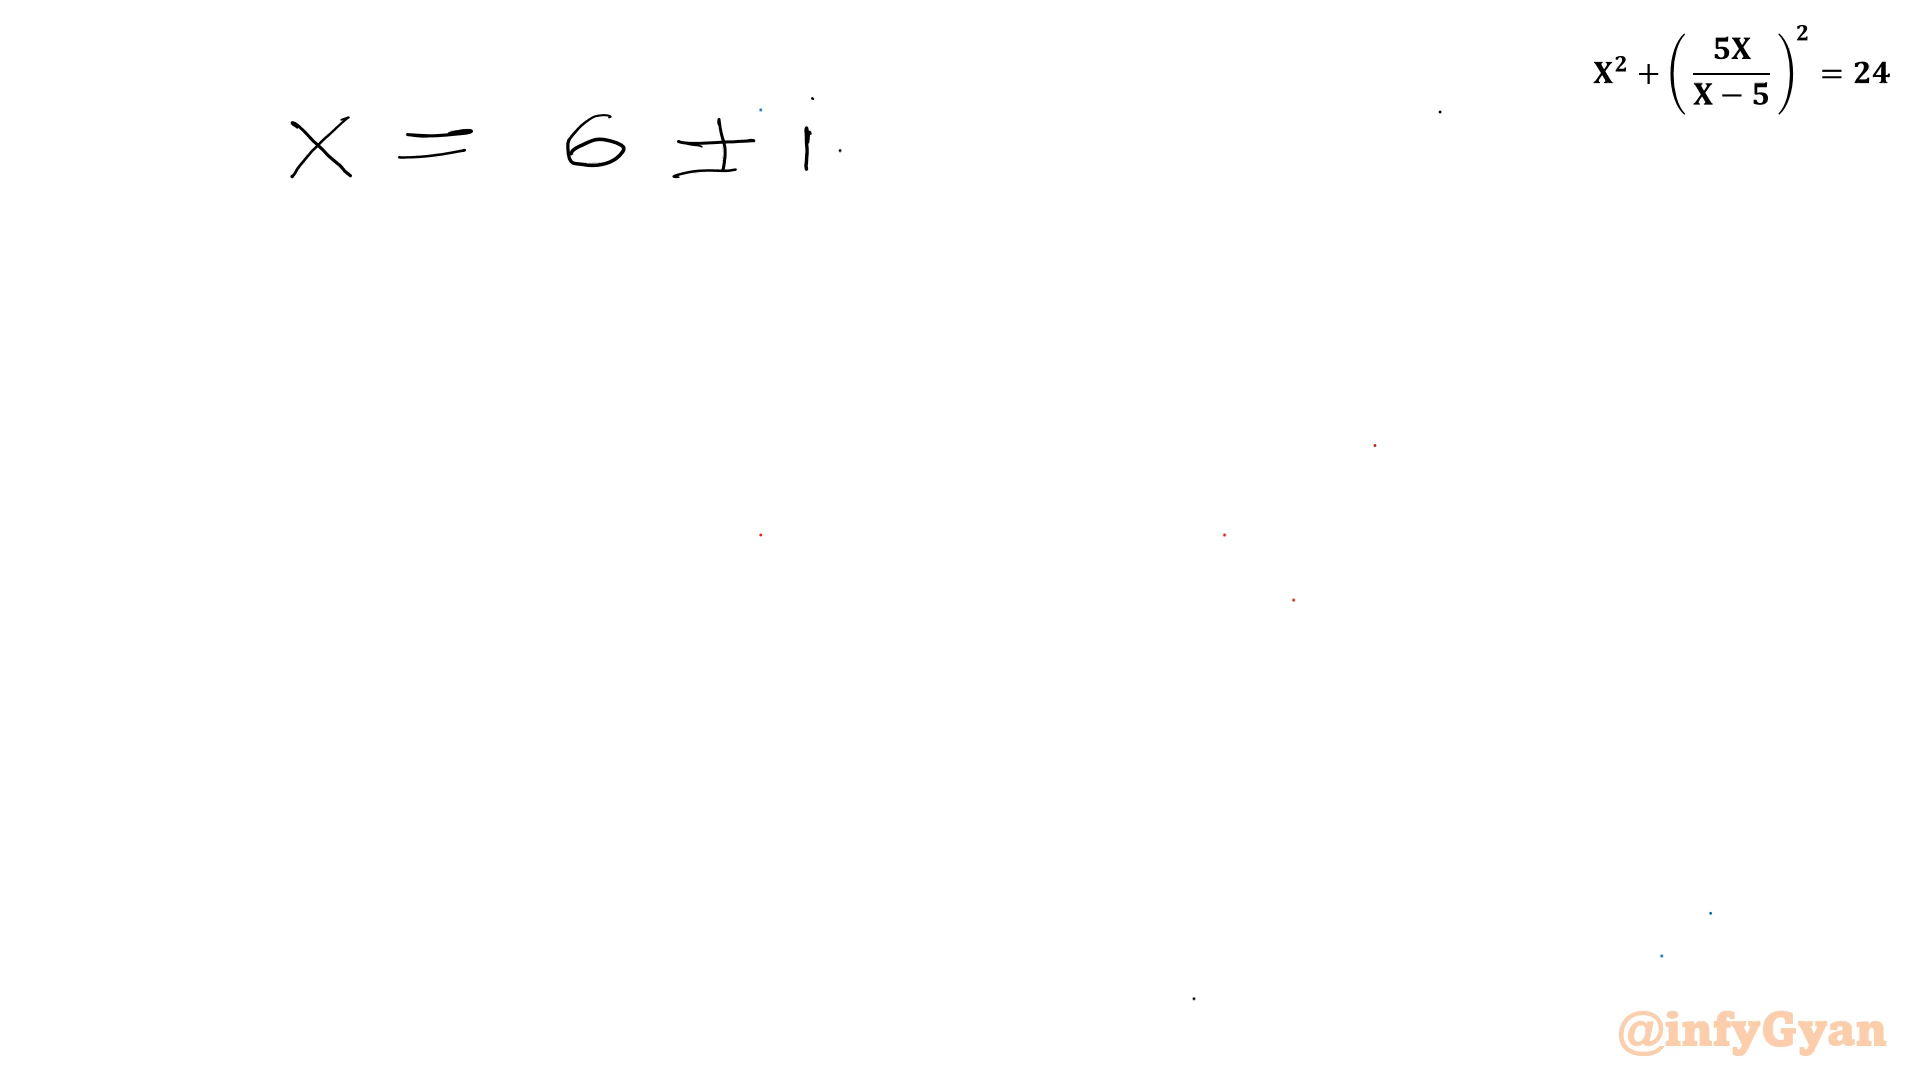 X² + (5X / (X − 5))² = 24
x = 6 ± i
@infyGyan